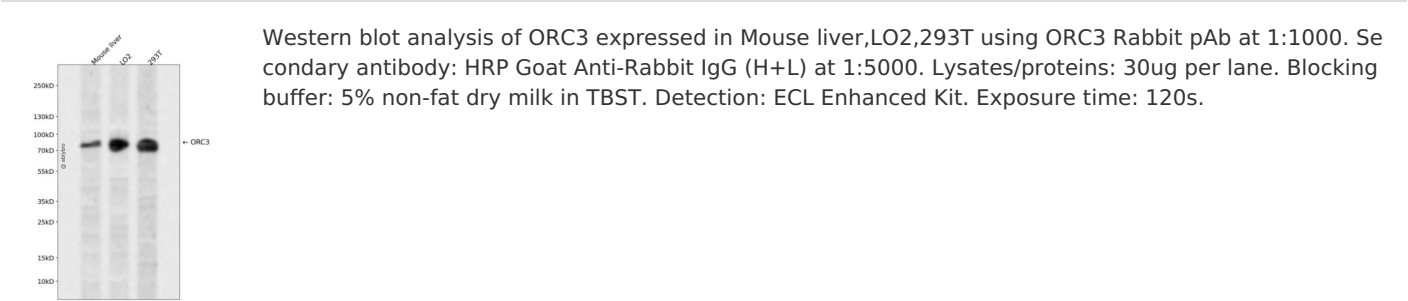 Mouse liver
LO2
293T
250kD
130kD
100kD
70kD
55kD
35kD
25kD
15kD
10kD
← ORC3
Western blot analysis of ORC3 expressed in Mouse liver,LO2,293T using ORC3 Rabbit pAb at 1:1000. Se
condary antibody: HRP Goat Anti-Rabbit IgG (H+L) at 1:5000. Lysates/proteins: 30ug per lane. Blocking
buffer: 5% non-fat dry milk in TBST. Detection: ECL Enhanced Kit. Exposure time: 120s.